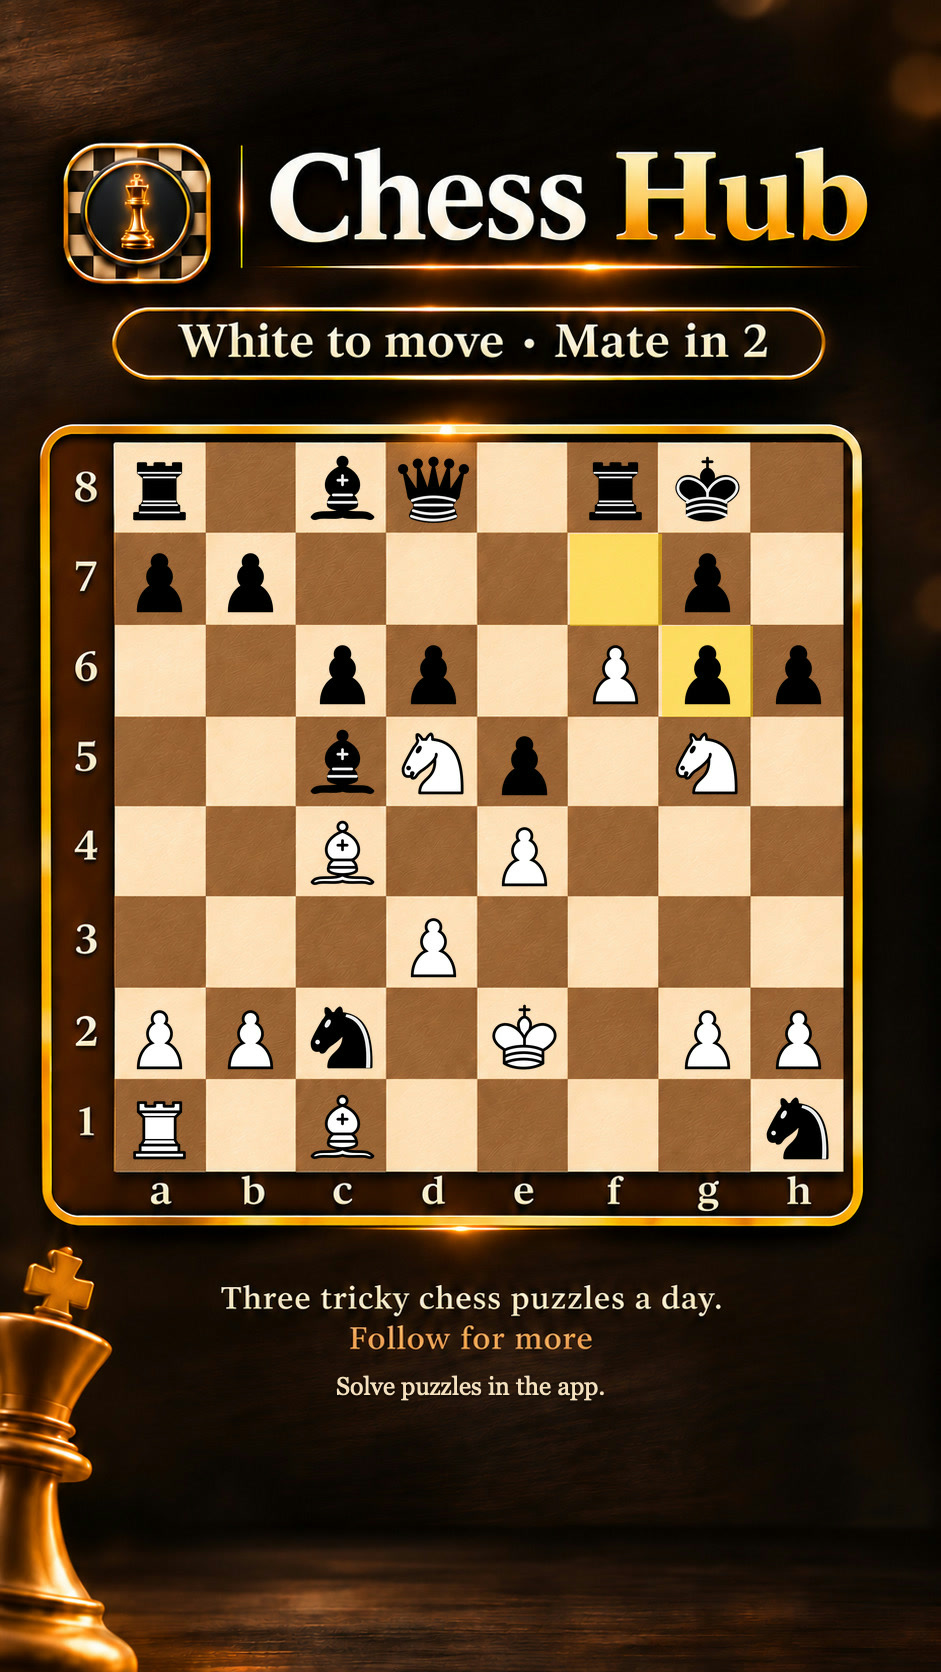 Chess Hub
White to move • Mate in 2
8
7
6
5
4
3
2
1
a b c d e f g h
Three tricky chess puzzles a day.
Follow for more
Solve puzzles in the app.